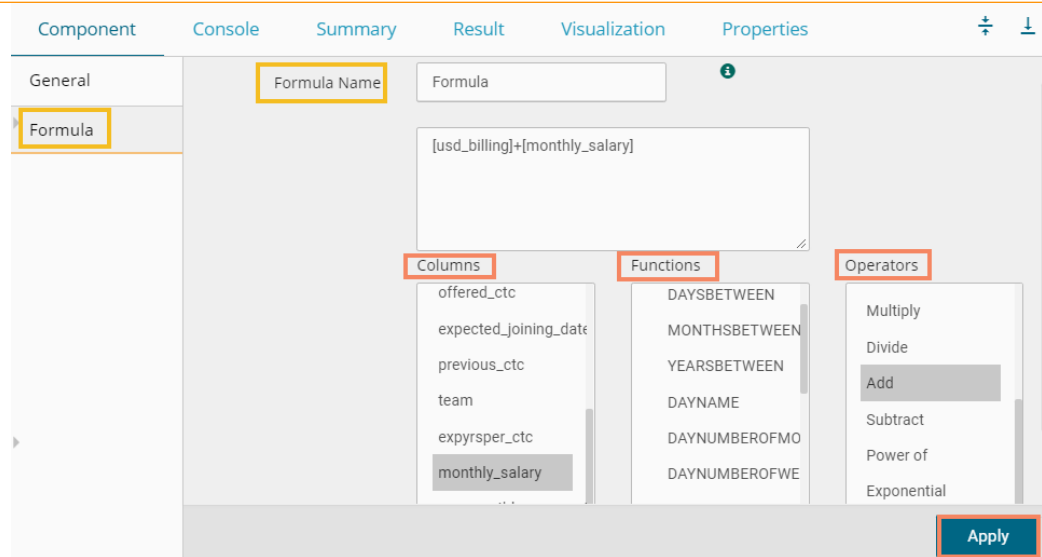 Component Console Summary Result Visualization Properties
General
Formula
Formula Name Formula
[usd_billing]+[monthly_salary]
Columns Functions Operators
offered_ctc
expected_joining_date
previous_ctc
team
expyrsper_ctc
monthly_salary
DAYSBETWEEN
MONTHSBETWEEN
YEARSBETWEEN
DAYNAME
DAYNUMBEROFMO
DAYNUMBEROFWE
Multiply
Divide
Add
Subtract
Power of
Exponential
Apply